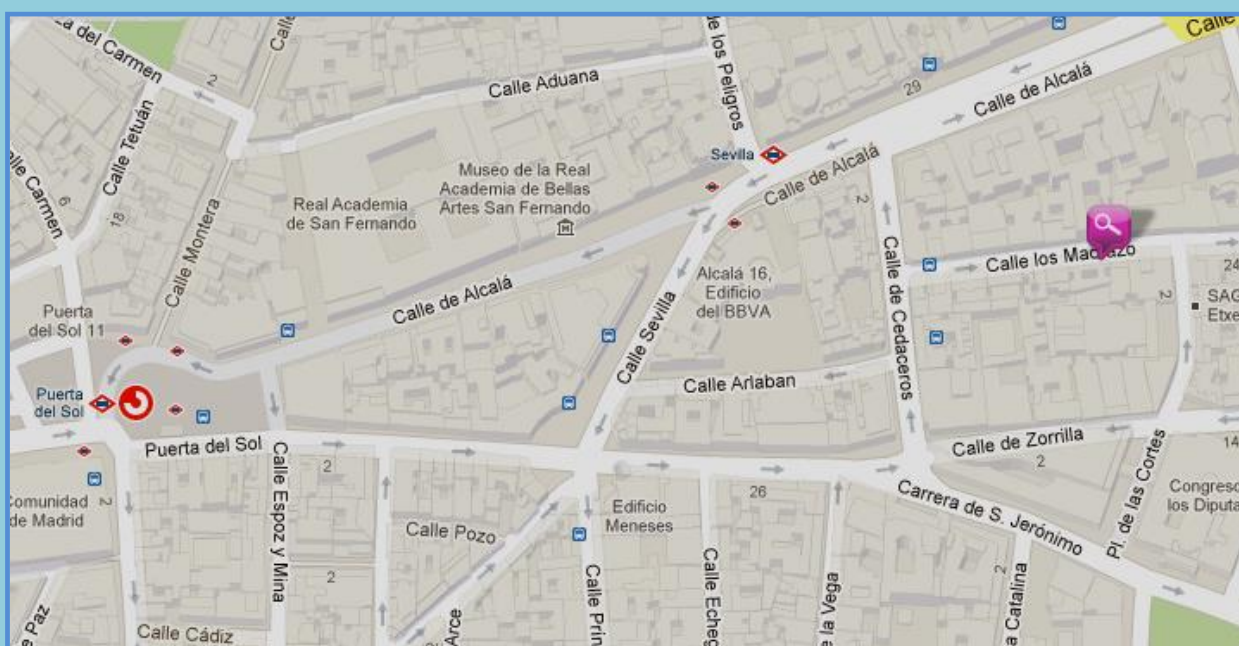 Calle
de los Peligros
Calle
del Carmen
Calle Aduana
29
Calle de Alcalá
2
Calle Tetuán
Calle Carmen
6
18
Calle Montera
Real Academia
de San Fernando
Museo de la Real
Academia de Bellas
Artes San Fernando
Sevilla
Calle de Alcalá
2
Calle los Madrazo
24
Calle de Cedaceros
Alcalá 16,
Edificio
del BBVA
Calle Sevilla
Calle de Alcalá
2
SAG
Etxe
Puerta
del Sol 11
Calle Arlaban
Puerta
del Sol
Puerta del Sol
Calle Espoz y Mina
2
Calle de Zorrilla
2
14
Pl. de las Cortes
Comunidad
de Madrid
2
Calle Pozo
Edificio
Meneses
26
Carrera de S. Jerónimo
Congreso
los Diputa
2
Calle Prin
Calle Echeg
la Vega
2
Catalina
Paz
Calle Cádiz
Arce